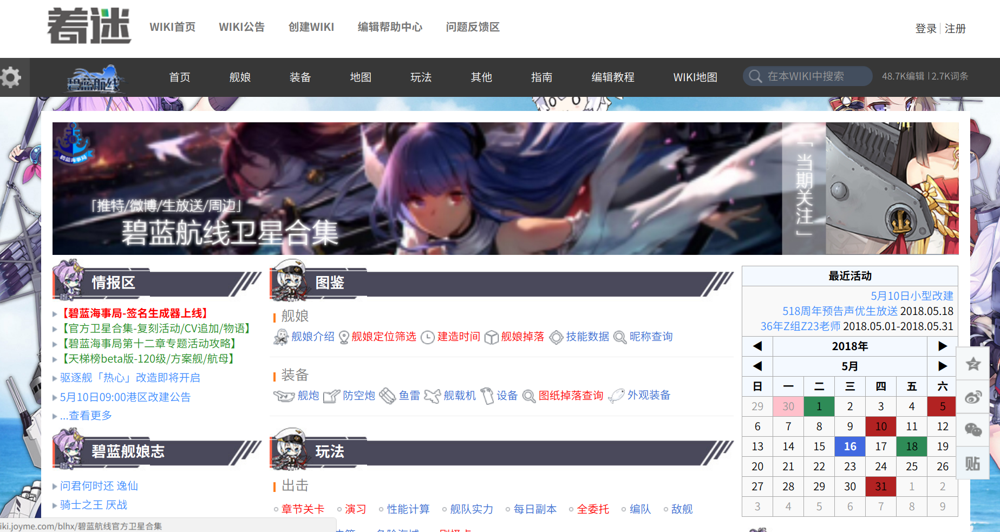 着迷
WIKI首页 WIKI公告 创建WIKI 编辑帮助中心 问题反馈区
登录 注册
碧蓝航线
首页 舰娘 装备 地图 玩法 其他 指南 编辑教程 WIKI地图
在本WIKI中搜索
48.7K编辑 2.7K词条
碧蓝海事局
「推特/微博/生放送/周边」
碧蓝航线卫星合集
「当期关注」
情报区
【碧蓝海事局-签名生成器上线】
【官方卫星合集-复刻活动/CV追加/物语】
【碧蓝海事局第十二章专题活动攻略】
【天梯榜beta版-120级/方案舰/航母】
驱逐舰「热心」改造即将开启
5月10日09:00港区改建公告
...查看更多
碧蓝舰娘志
问君何时还 逸仙
骑士之王 厌战
图鉴
舰娘
舰娘介绍 舰娘定位筛选 建造时间 舰娘掉落 技能数据 昵称查询
装备
舰炮 防空炮 鱼雷 舰载机 设备 图纸掉落查询 外观装备
玩法
出击
章节关卡 演习 性能计算 舰队实力 每日副本 全委托 编队 敌舰
最近活动
5月10日小型改建
518周年预告声优生放送 2018.05.18
36年Z组Z23老师 2018.05.01-2018.05.31
◀ 2018年 ▶
◀ 5月 ▶
日 一 二 三 四 五 六
29 30 1 2 3 4 5
6 7 8 9 10 11 12
13 14 15 16 17 18 19
20 21 22 23 24 25 26
27 28 29 30 31 1 2
3 4 5 6 7 8 9
贴
iki.joyme.com/blhx/碧蓝航线官方卫星合集